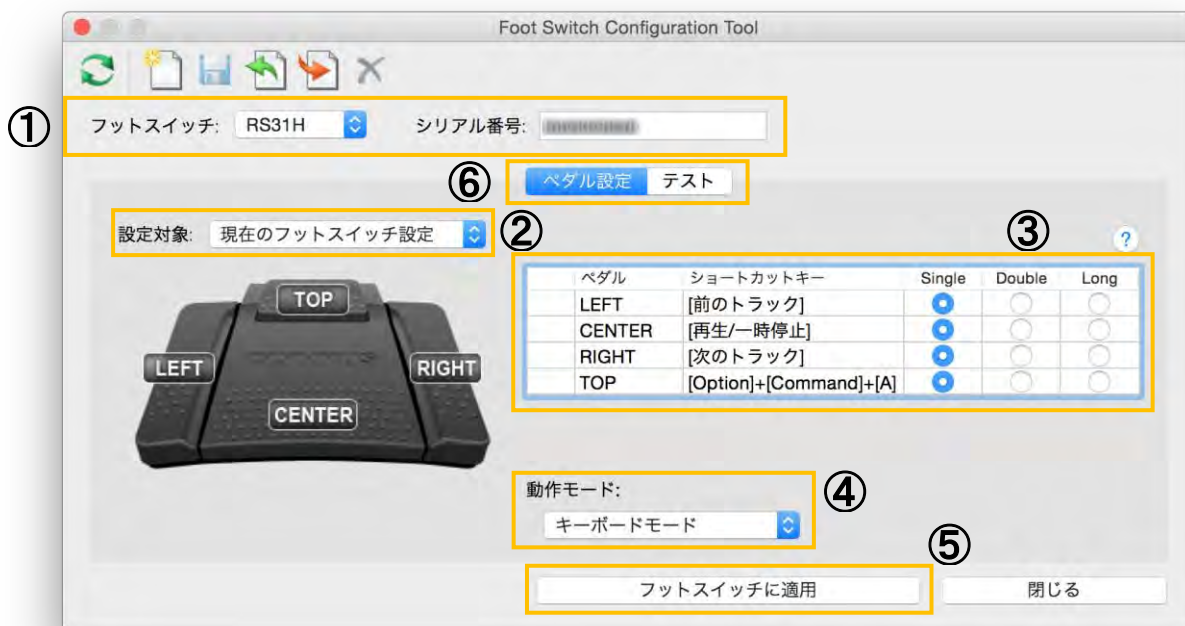 Foot Switch Configuration Tool
① フットスイッチ: RS31H シリアル番号:
⑥ ペダル設定 テスト
設定対象: 現在のフットスイッチ設定 ② ③ ?
ペダル ショートカットキー Single Double Long
LEFT [前のトラック]
CENTER [再生/一時停止]
RIGHT [次のトラック]
TOP [Option]+[Command]+[A]
TOP
LEFT RIGHT
CENTER
動作モード: ④
キーボードモード
⑤
フットスイッチに適用 閉じる